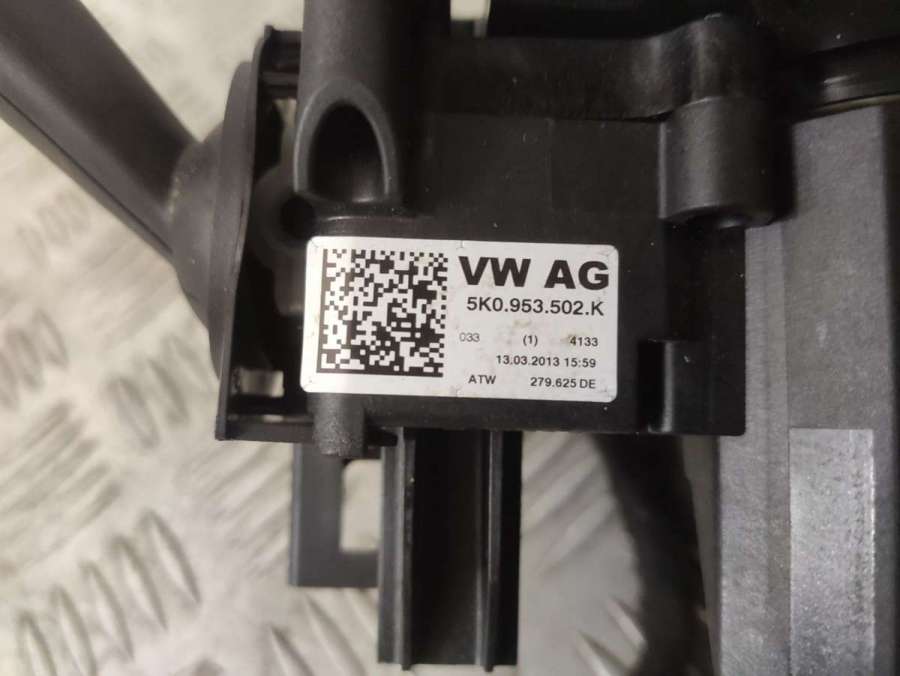 VW AG
5K0.953.502.K
033 (1) 4133
13.03.2013 15:59
ATW 279.625 DE